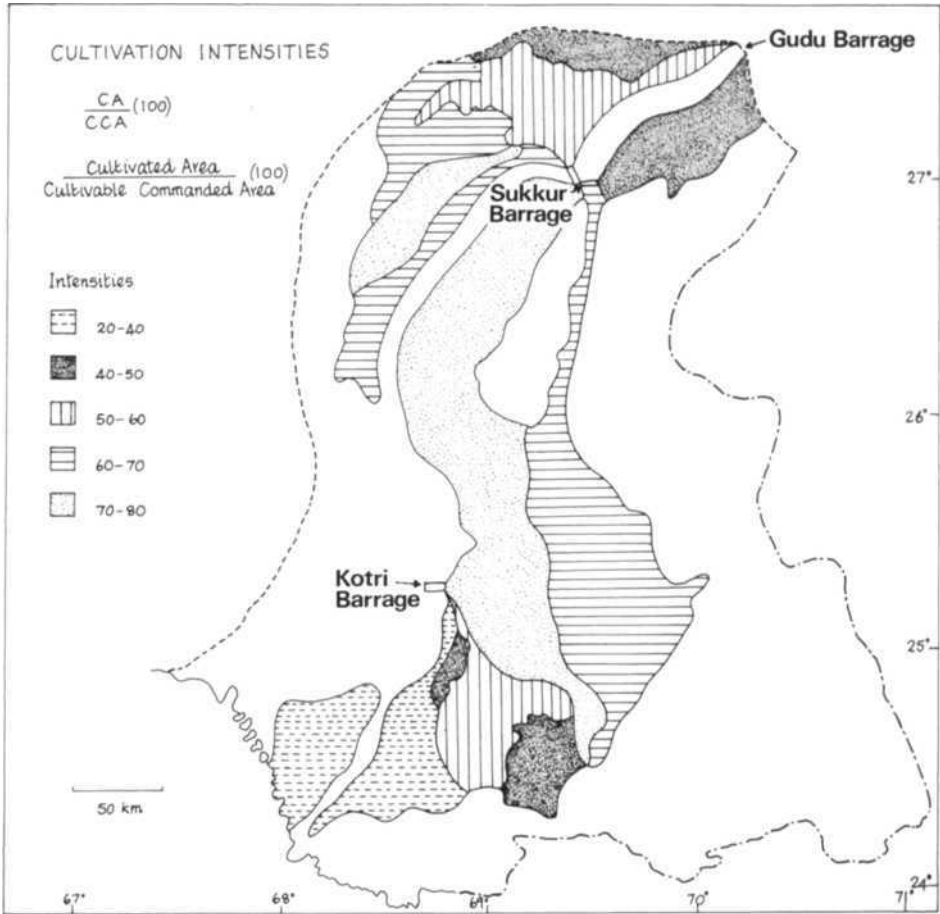 CULTIVATION INTENSITIES
CA
CCA
(100)
Cultivated Area
Cultivable Commanded Area
(100)
Intensities
20-40
40-50
50-60
60-70
70-80
50 km
Gudu Barrage
Sukkur
Barrage
Kotri
Barrage
27°
26°
25°
24°
67°
68°
70°
71°